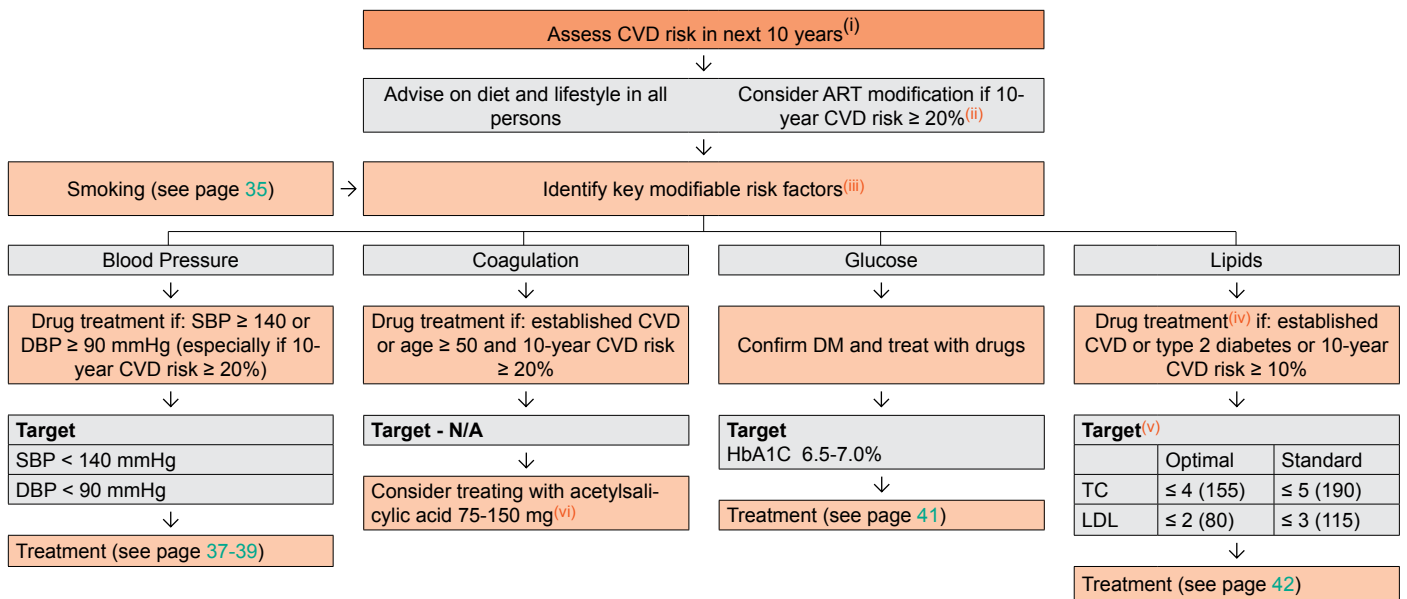 Assess CVD risk in next 10 years(i)
Advise on diet and lifestyle in all
persons
Consider ART modification if 10-
year CVD risk ≥ 20%(ii)
Smoking (see page 35)
Identify key modifiable risk factors(iii)
Blood Pressure
Drug treatment if: SBP ≥ 140 or
DBP ≥ 90 mmHg (especially if 10-
year CVD risk ≥ 20%)
Target
SBP < 140 mmHg
DBP < 90 mmHg
Treatment (see page 37-39)
Coagulation
Drug treatment if: established CVD
or age ≥ 50 and 10-year CVD risk
≥ 20%
Target - N/A
Consider treating with acetylsali-
cylic acid 75-150 mg(vi)
Glucose
Confirm DM and treat with drugs
Target
HbA1C 6.5-7.0%
Treatment (see page 41)
Lipids
Drug treatment(iv) if: established
CVD or type 2 diabetes or 10-year
CVD risk ≥ 10%
Target(v)
Optimal Standard
TC ≤ 4 (155) ≤ 5 (190)
LDL ≤ 2 (80) ≤ 3 (115)
Treatment (see page 42)